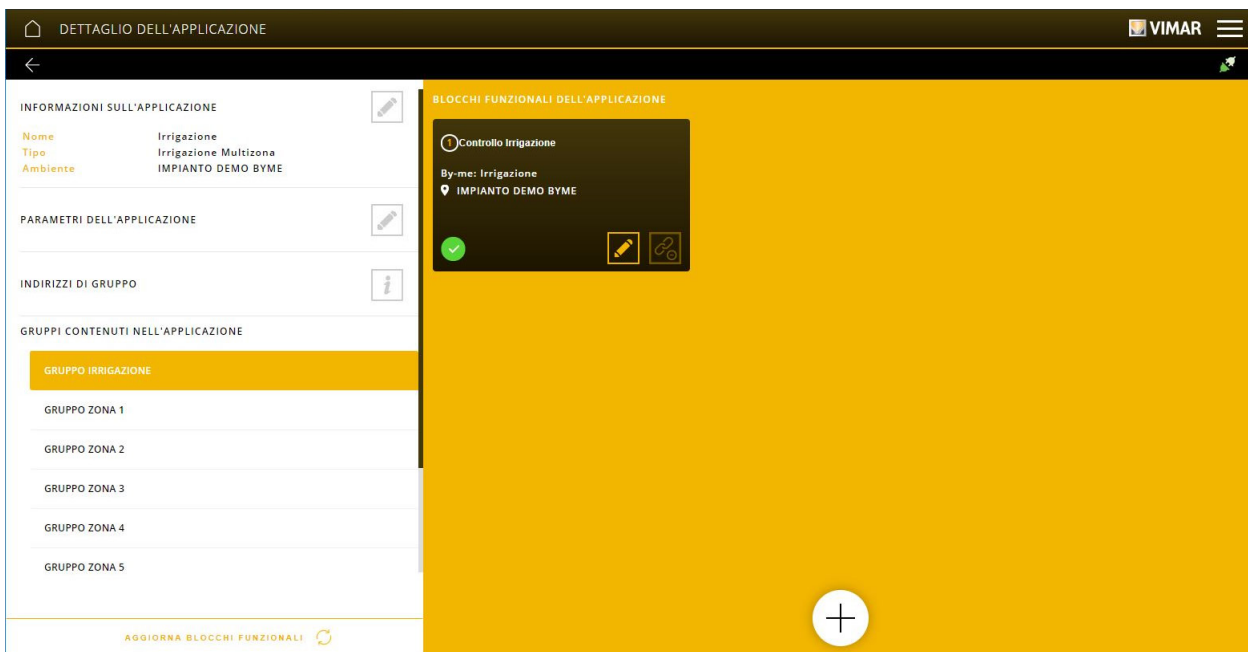 DETTAGLIO DELL'APPLICAZIONE
VIMAR
INFORMAZIONI SULL'APPLICAZIONE
Nome Irrigazione
Tipo Irrigazione Multizona
Ambiente IMPIANTO DEMO BYME
PARAMETRI DELL'APPLICAZIONE
INDIRIZZI DI GRUPPO
i
GRUPPI CONTENUTI NELL'APPLICAZIONE
GRUPPO IRRIGAZIONE
GRUPPO ZONA 1
GRUPPO ZONA 2
GRUPPO ZONA 3
GRUPPO ZONA 4
GRUPPO ZONA 5
AGGIORNA BLOCCHI FUNZIONALI
BLOCCHI FUNZIONALI DELL'APPLICAZIONE
1 Controllo Irrigazione
By-me: Irrigazione
IMPIANTO DEMO BYME